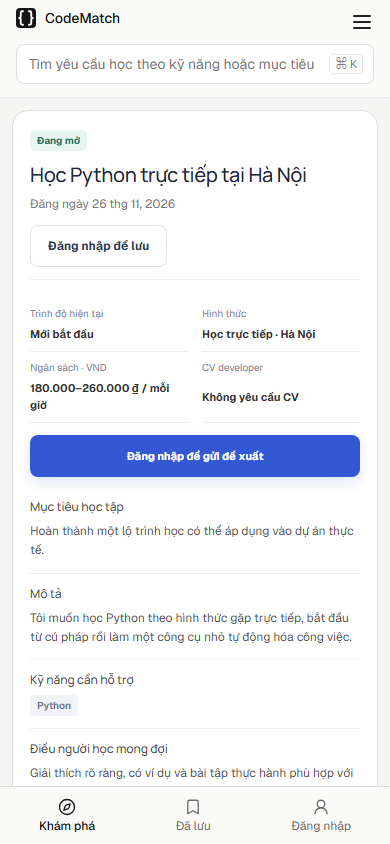 CodeMatch
Tìm yêu cầu học theo kỹ năng hoặc mục tiêu
⌘ K
Đang mở
Học Python trực tiếp tại Hà Nội
Đăng ngày 26 thg 11, 2026
Đăng nhập để lưu
Trình độ hiện tại
Mới bắt đầu
Hình thức
Học trực tiếp · Hà Nội
Ngân sách · VND
180.000–260.000 ₫ / mỗi
giờ
CV developer
Không yêu cầu CV
Đăng nhập để gửi đề xuất
Mục tiêu học tập
Hoàn thành một lộ trình học có thể áp dụng vào dự án thực
tế.
Mô tả
Tôi muốn học Python theo hình thức gặp trực tiếp, bắt đầu
từ cú pháp rồi làm một công cụ nhỏ tự động hóa công việc.
Kỹ năng cần hỗ trợ
Python
Điều người học mong đợi
Giải thích rõ ràng, có ví dụ và bài tập thực hành phù hợp với
Khám phá
Đã lưu
Đăng nhập